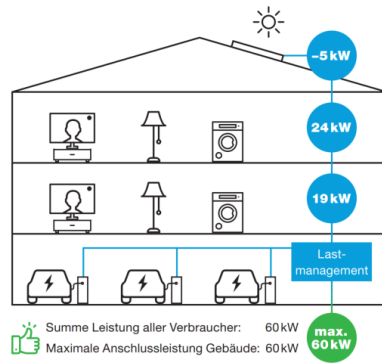 –5 kW
24 kW
19 kW
Last-
management
Summe Leistung aller Verbraucher: 60 kW
Maximale Anschlussleistung Gebäude: 60 kW
max.
60 kW